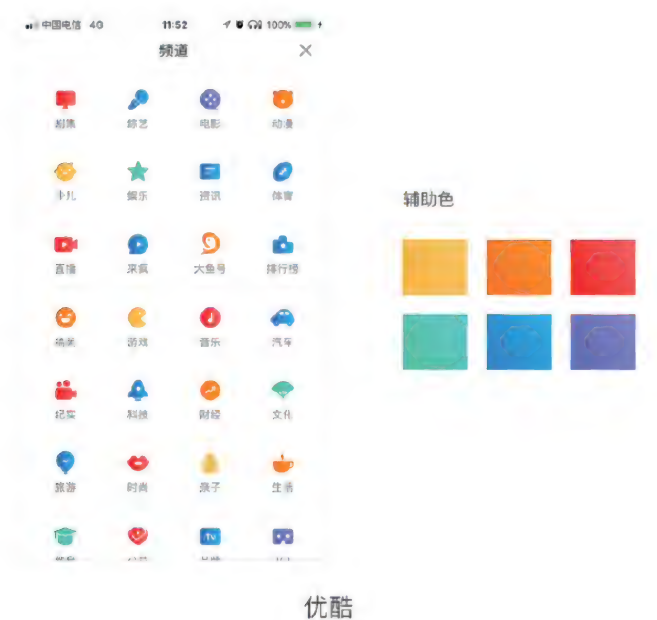 中国电信 4G 11:52 100%
频道
剧集 综艺 电影 动漫
少儿 娱乐 资讯 体育
直播 来疯 大鱼号 排行榜
搞笑 游戏 音乐 汽车
纪实 科技 财经 文化
旅游 时尚 亲子 生活
辅助色
优酷